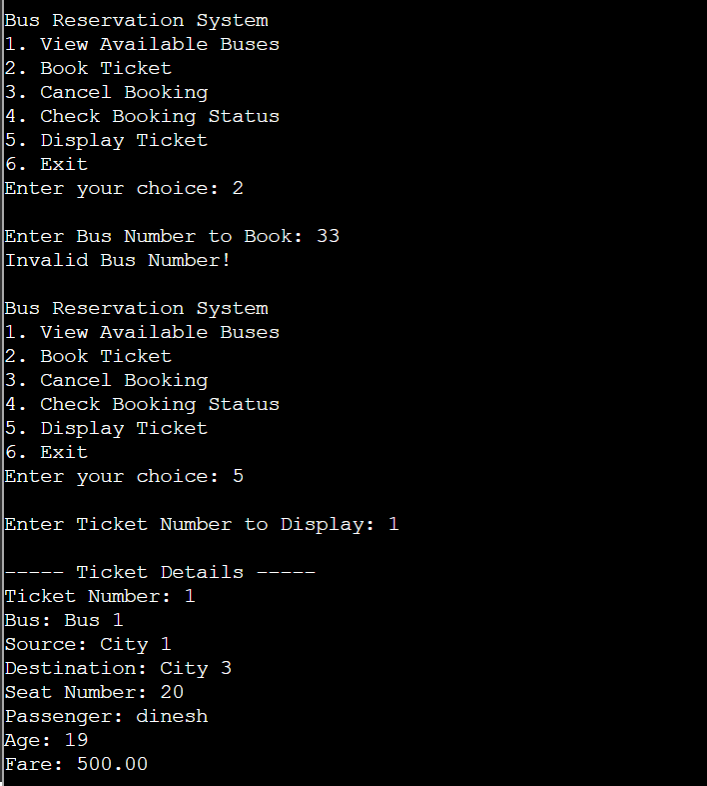 Bus Reservation System
1. View Available Buses
2. Book Ticket
3. Cancel Booking
4. Check Booking Status
5. Display Ticket
6. Exit
Enter your choice: 2
Enter Bus Number to Book: 33
Invalid Bus Number!
Bus Reservation System
1. View Available Buses
2. Book Ticket
3. Cancel Booking
4. Check Booking Status
5. Display Ticket
6. Exit
Enter your choice: 5
Enter Ticket Number to Display: 1
----- Ticket Details -----
Ticket Number: 1
Bus: Bus 1
Source: City 1
Destination: City 3
Seat Number: 20
Passenger: dinesh
Age: 19
Fare: 500.00